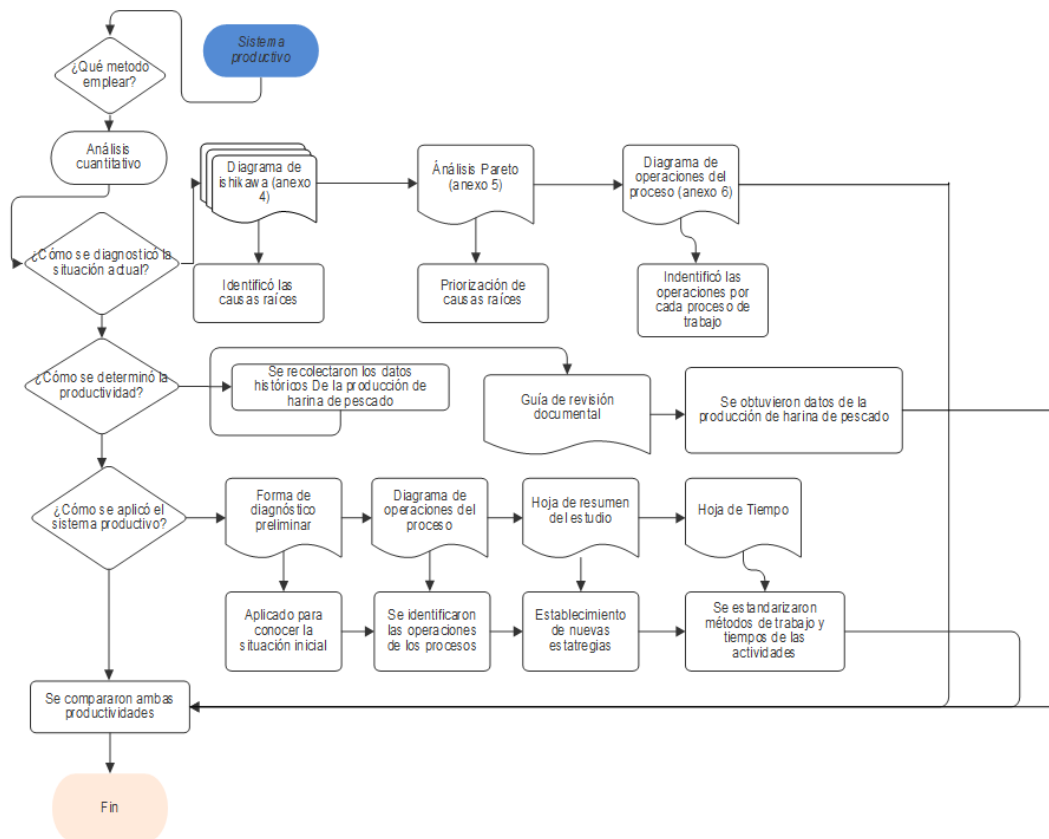 Sistema
productivo
¿Qué metodo
emplear?
Análisis
cuantitativo
¿Cómo se diagnosticó la
situación actual?
Diagrama de
ishikawa (anexo
4)
Ánálisis Pareto
(anexo 5)
Diagrama de
operaciones del
proceso (anexo 6)
Identificó las
causas raíces
Priorización de
causas raíces
Indentificó las
operaciones por
cada proceso de
trabajo
¿Cómo se determinó la
productividad?
Se recolectaron los datos
históricos De la producción de
harina de pescado
Guía de revisión
documental
Se obtuvieron datos de la
producción de harina de pescado
¿Cómo se aplicó el
sistema productivo?
Forma de
diagnóstico
preliminar
Diagrama de
operaciones del
proceso
Hoja de resumen
del estudio
Hoja de Tiempo
Aplicado para
conocer la
situación inicial
Se identificaron
las operaciones
de los procesos
Establecimiento
de nuevas
estatregias
Se estandarizaron
métodos de trabajo y
tiempos de las
actividades
Se compararon ambas
productividades
Fin